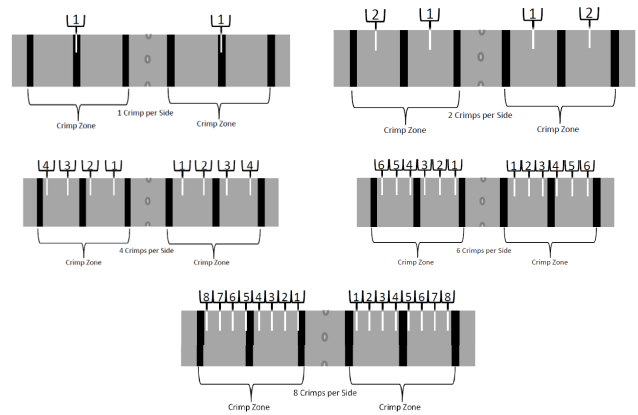 1 1
1 Crimp per Side
Crimp Zone Crimp Zone
2 1 1 2
2 Crimps per Side
Crimp Zone Crimp Zone
4 3 2 1 1 2 3 4
4 Crimps per Side
Crimp Zone Crimp Zone
6 5 4 3 2 1 1 2 3 4 5 6
6 Crimps per Side
Crimp Zone Crimp Zone
8 7 6 5 4 3 2 1 1 2 3 4 5 6 7 8
8 Crimps per Side
Crimp Zone Crimp Zone